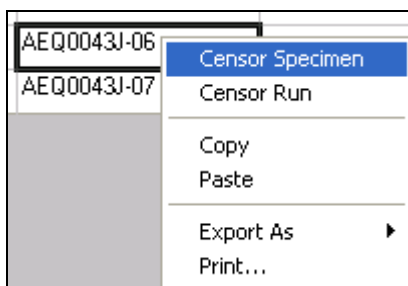 AEQ0043J-06
Censor Specimen
AEQ0043J-07
Censor Run
Copy
Paste
Export As
Print...